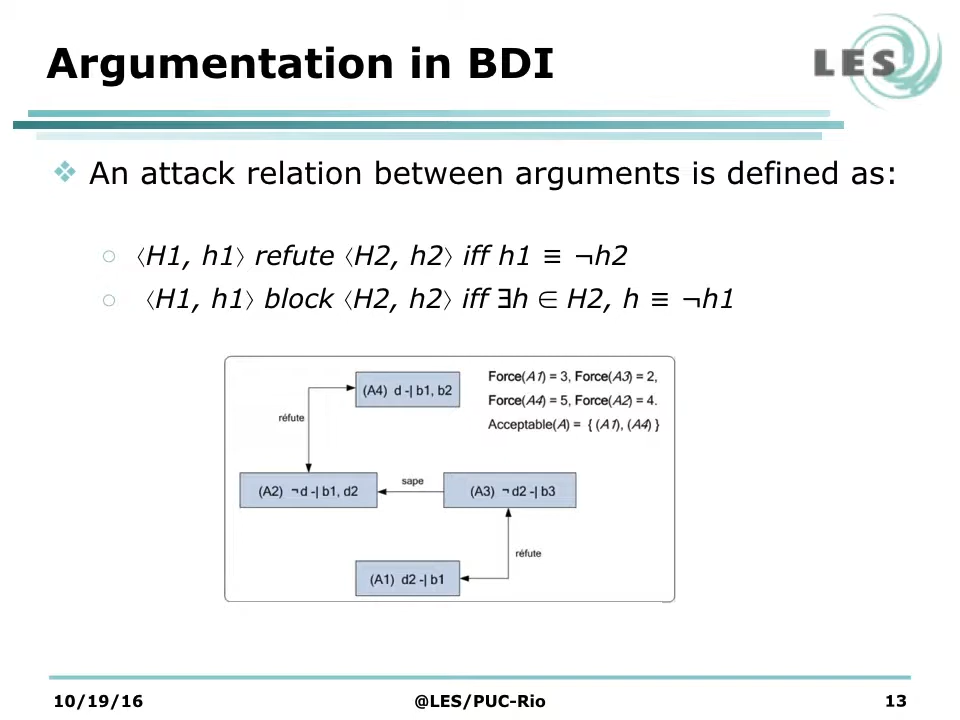 Argumentation in BDI
LES
❖ An attack relation between arguments is defined as:
○ 〈H1, h1〉 refute 〈H2, h2〉 iff h1 ≡ ¬h2
○ 〈H1, h1〉 block 〈H2, h2〉 iff ∃h ∈ H2, h ≡ ¬h1
Force(A1) = 3, Force(A3) = 2,
(A4) d -| b1, b2
Force(A4) = 5, Force(A2) = 4.
réfute
Acceptable(A) = { (A1), (A4) }
sape
(A2) ¬d -| b1, d2
(A3) ¬d2 -| b3
réfute
(A1) d2 -| b1
10/19/16
@LES/PUC-Rio
13